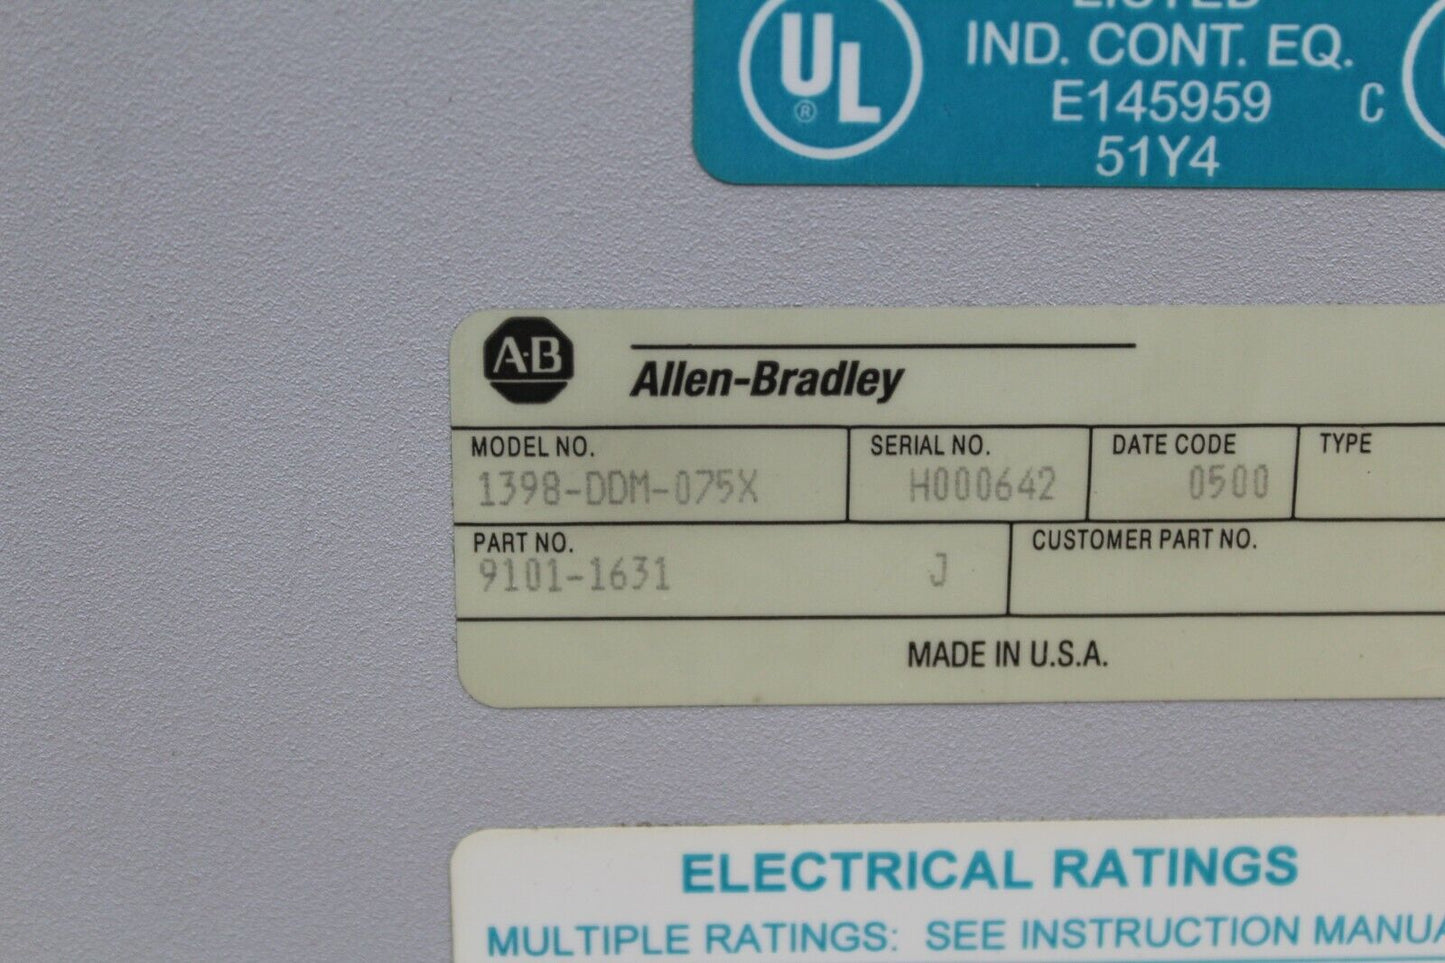 UL
®
IND. CONT. EQ.
E145959
C
51Y4
A·B
Allen-Bradley
MODEL NO. SERIAL NO. DATE CODE TYPE
1398-DDM-075X H000642 0500
PART NO. CUSTOMER PART NO.
9101-1631 J
MADE IN U.S.A.
ELECTRICAL RATINGS
MULTIPLE RATINGS: SEE INSTRUCTION MANUA